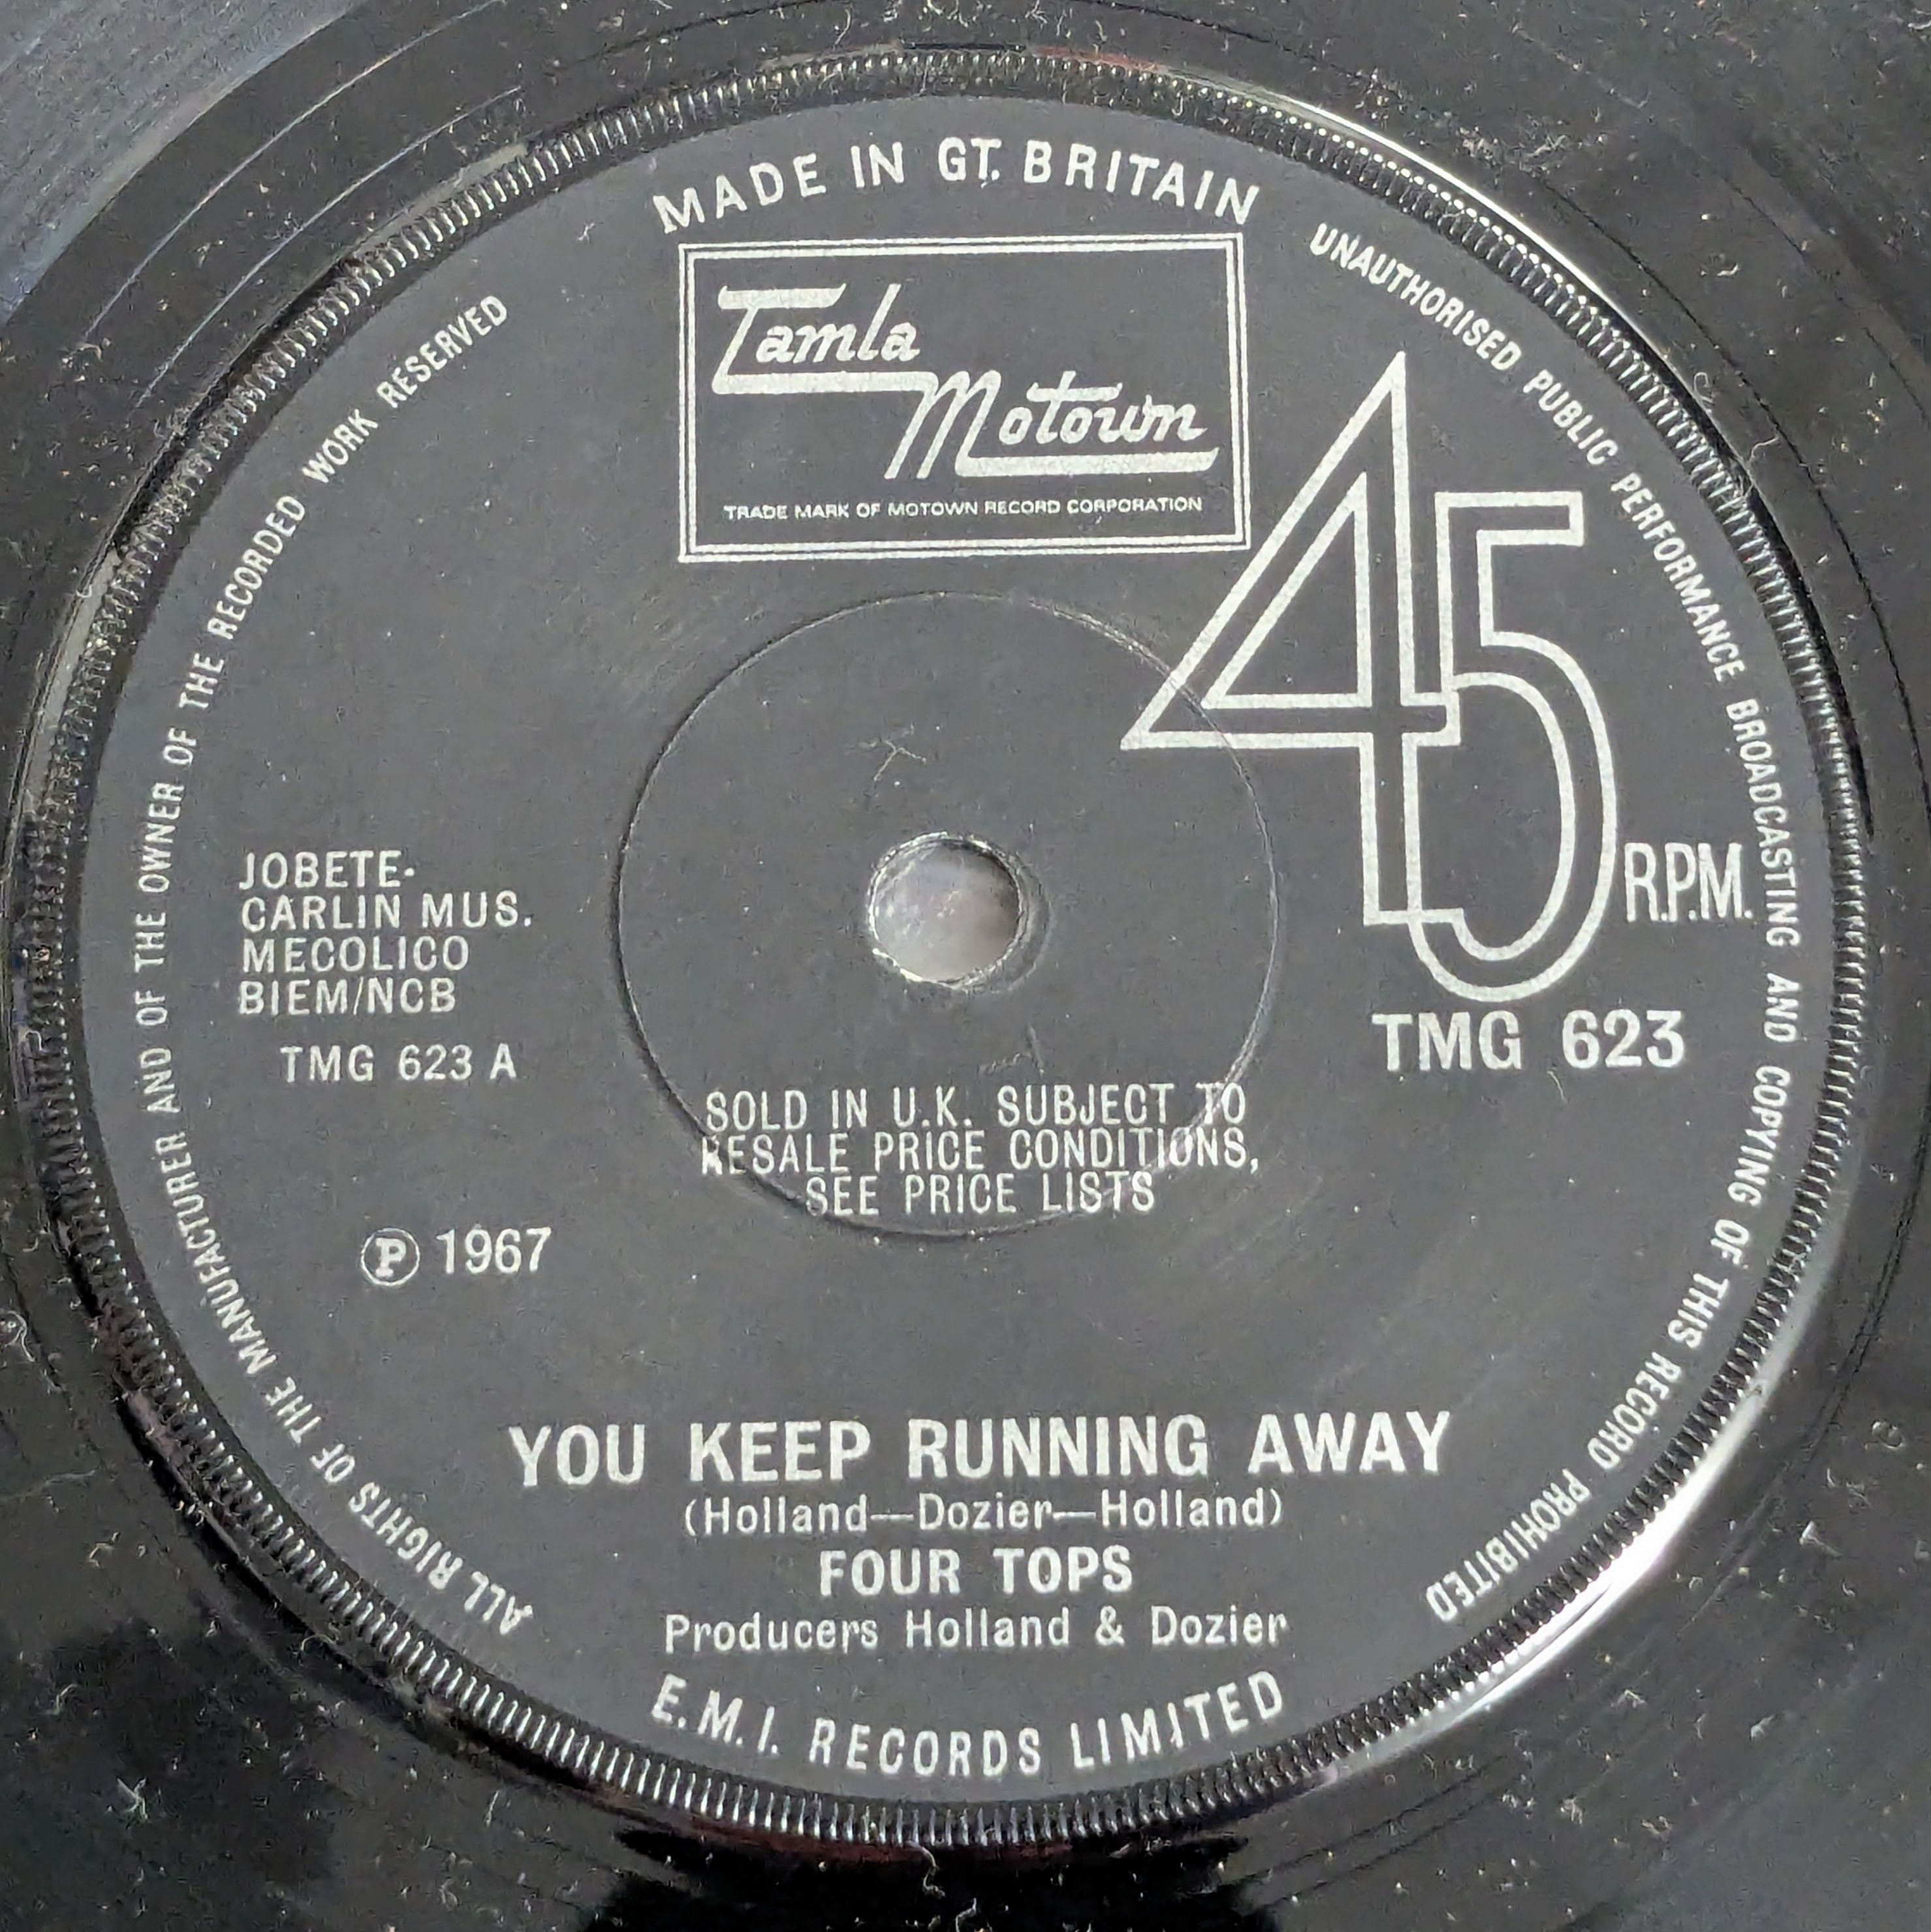 MADE IN GT. BRITAIN
Tamla
Motown
TRADE MARK OF MOTOWN RECORD CORPORATION
ALL RIGHTS OF THE MANUFACTURER AND OF THE OWNER OF THE RECORDED WORK RESERVED
UNAUTHORISED PUBLIC PERFORMANCE BROADCASTING AND COPYING OF THIS RECORD PROHIBITED
45
R.P.M.
TMG 623
JOBETE-
CARLIN MUS.
MECOLICO
BIEM/NCB
TMG 623 A
SOLD IN U.K. SUBJECT TO
RESALE PRICE CONDITIONS,
SEE PRICE LISTS
Ⓟ 1967
YOU KEEP RUNNING AWAY
(Holland—Dozier—Holland)
FOUR TOPS
Producers Holland & Dozier
E.M.I. RECORDS LIMITED